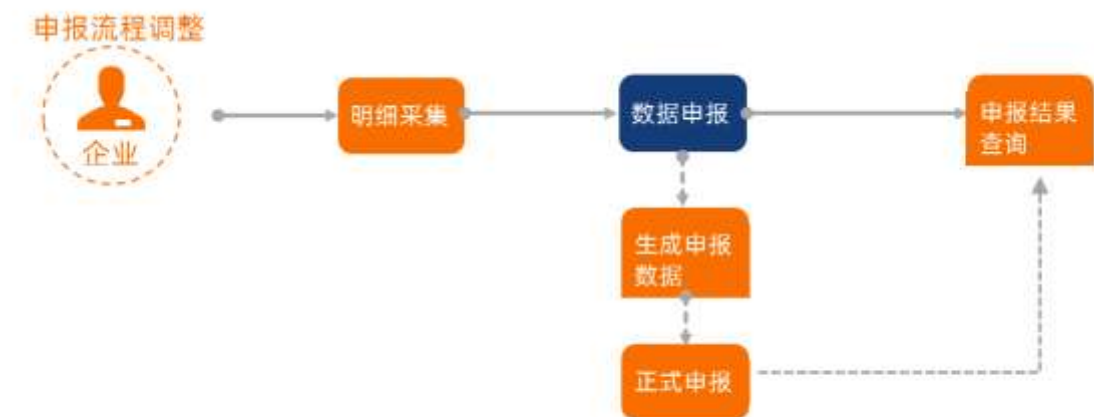 申报流程调整
企业
明细采集
数据申报
申报结果
查询
生成申报
数据
正式申报